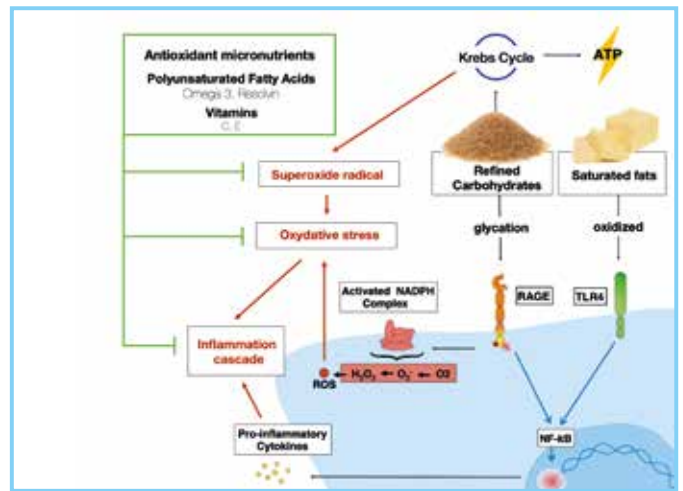 Antioxidant micronutrients
Polyunsaturated Fatty Acids
Omega 3, Resolvin
Vitamins
C, E
Krebs Cycle
ATP
Superoxide radical
Refined
Carbohydrates
Saturated fats
Oxydative stress
glycation
oxidized
Activated NADPH
Complex
RAGE
TLR4
Inflammation
cascade
ROS
H₂O₂
O₂⁻
O2
Pro-inflammatory
Cytokines
NF-kB